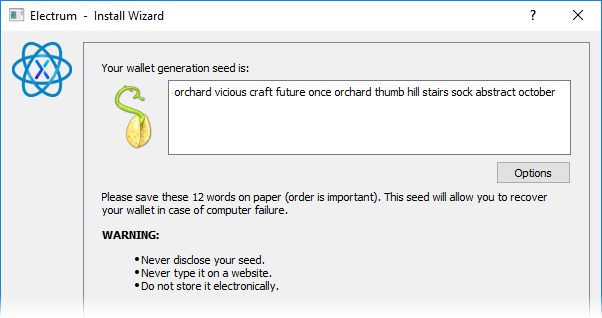 Electrum - Install Wizard
Your wallet generation seed is:
orchard vicious craft future once orchard thumb hill stairs sock abstract october
Options
Please save these 12 words on paper (order is important). This seed will allow you to recover
your wallet in case of computer failure.
WARNING:
•Never disclose your seed.
•Never type it on a website.
•Do not store it electronically.